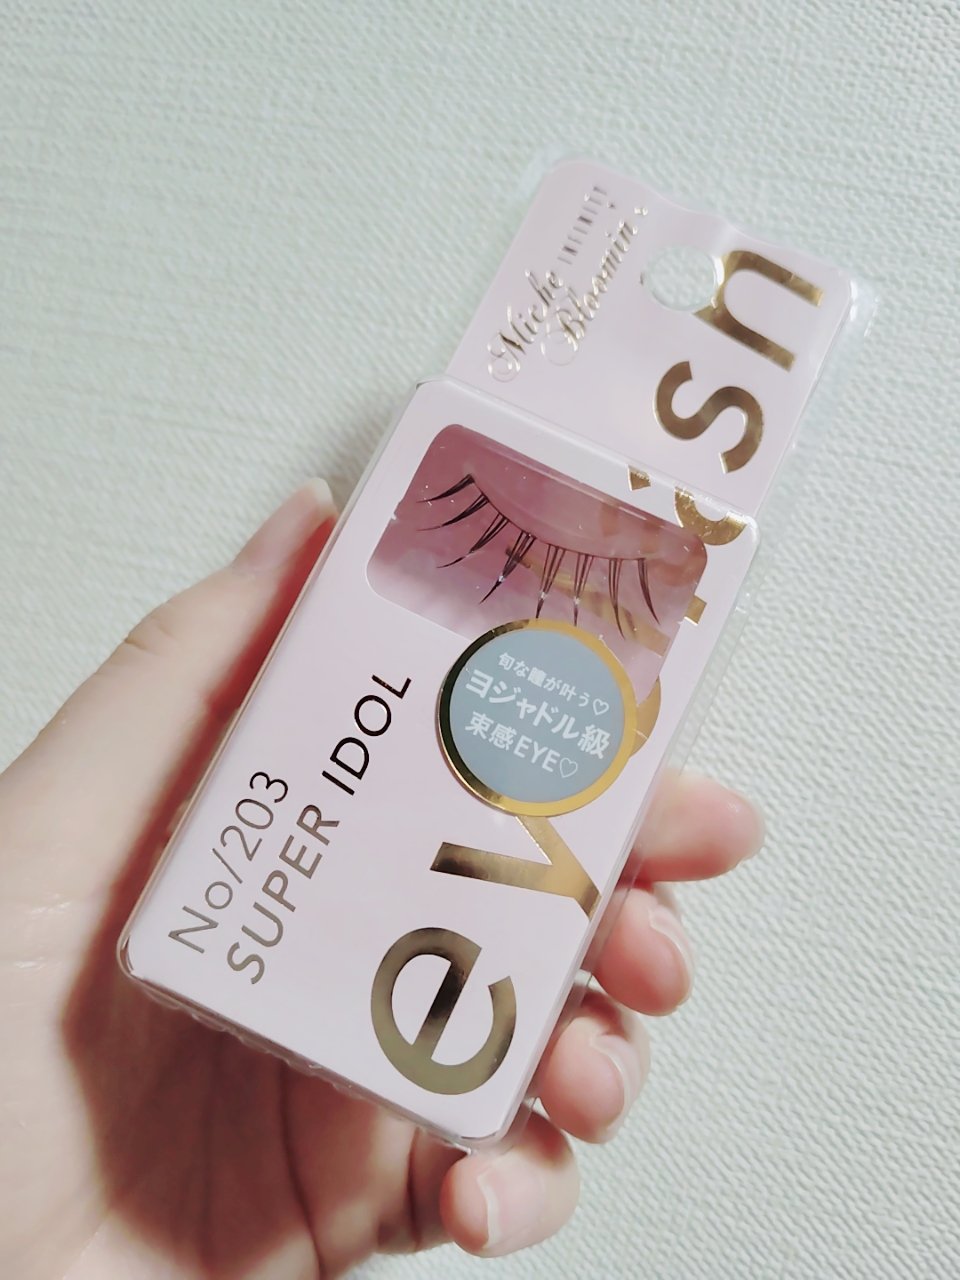 Miche
INFINITY
Bloomin'
eyelash
旬な瞳が叶う♡
ヨジャドル級
束感EYE♡
No/203
SUPER IDOL